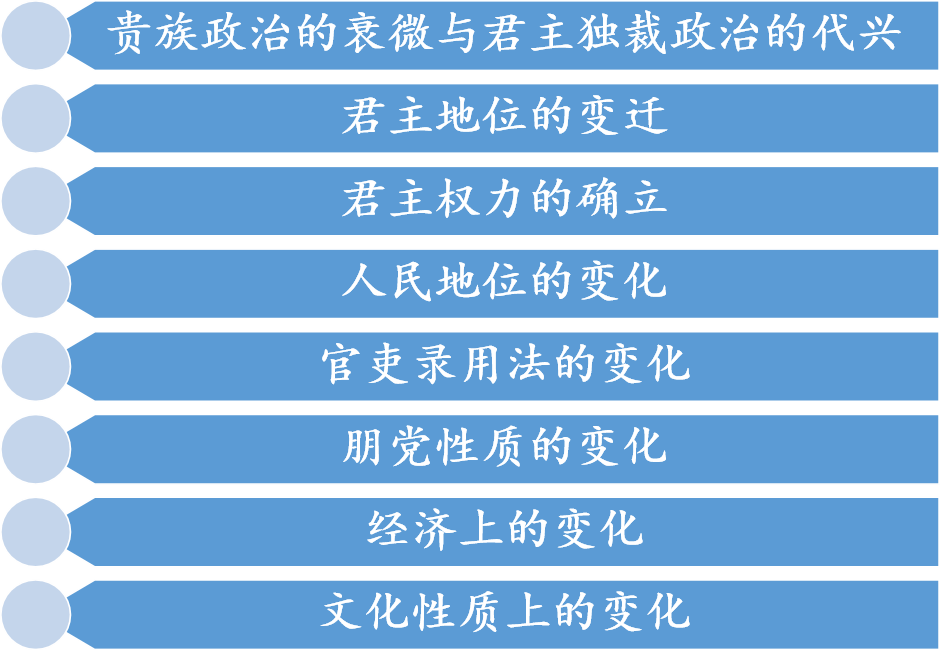 贵族政治的衰微与君主独裁政治的代兴
君主地位的变迁
君主权力的确立
人民地位的变化
官吏录用法的变化
朋党性质的变化
经济上的变化
文化性质上的变化